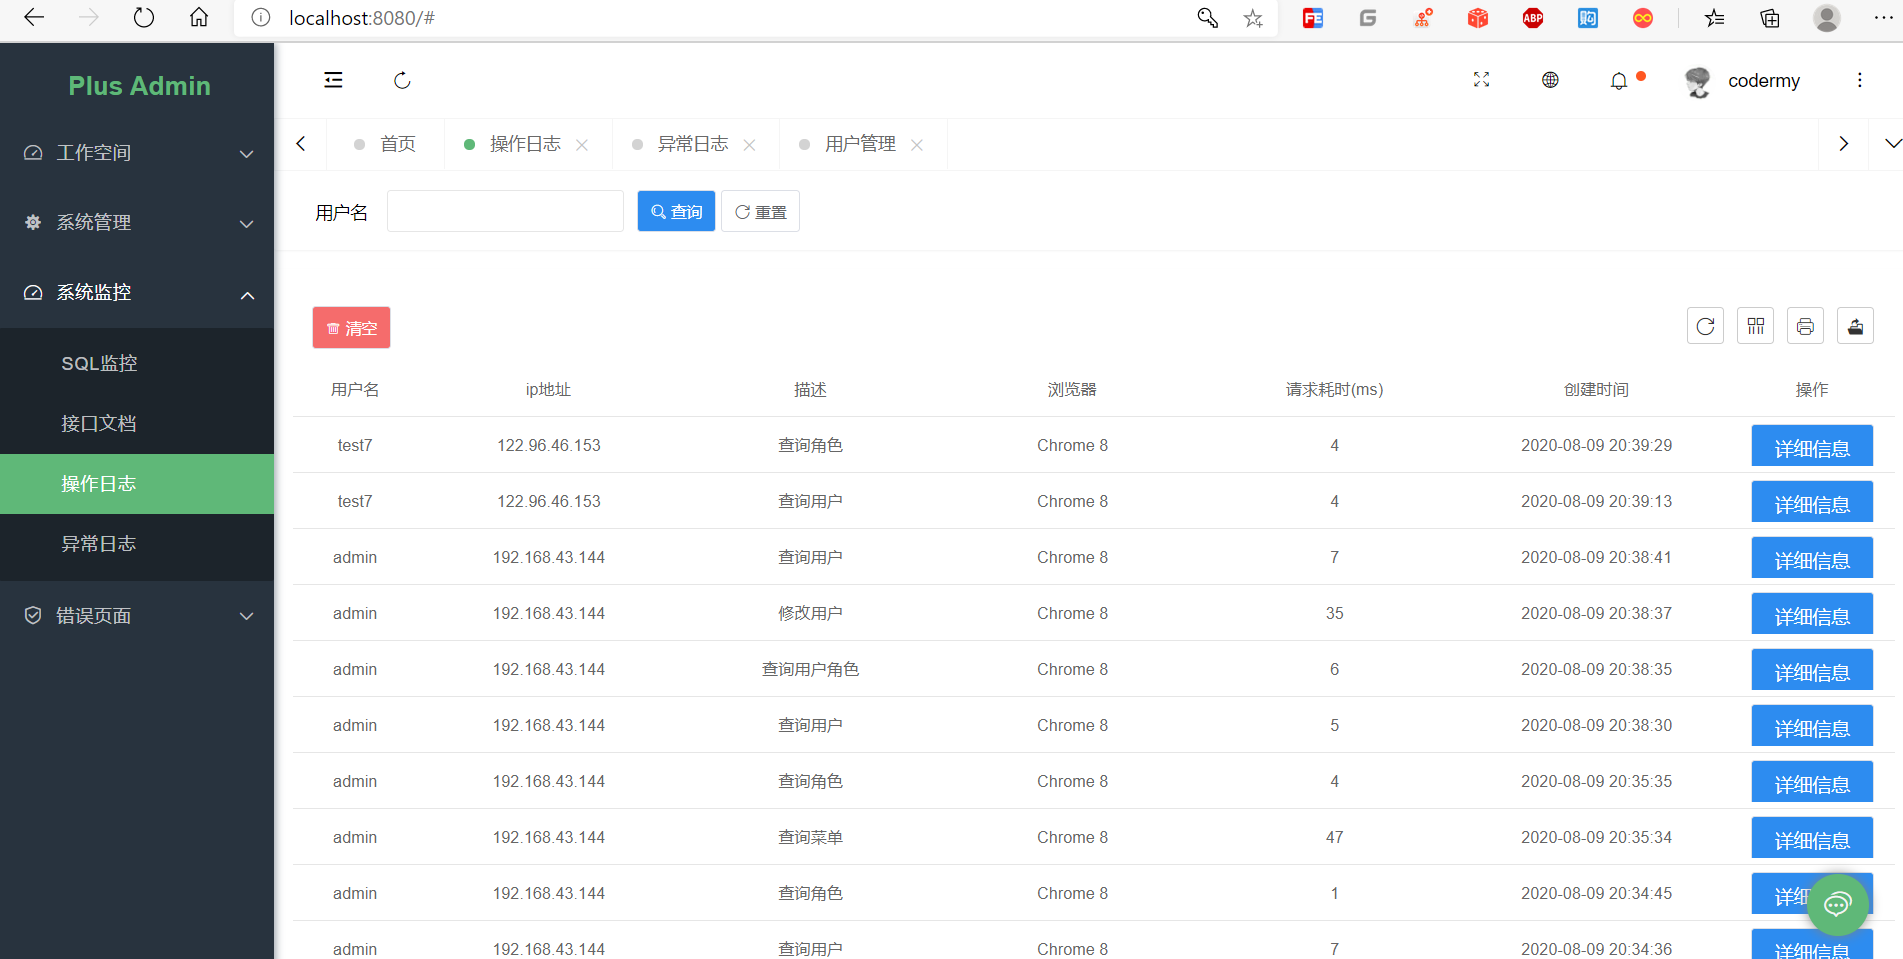 localhost:8080/#
FE
G
ABP
购
Plus Admin
codermy
工作空间
系统管理
系统监控
SQL监控
接口文档
操作日志
异常日志
错误页面
首页 操作日志 异常日志 用户管理
用户名 查询 重置
清空
用户名 ip地址 描述 浏览器 请求耗时(ms) 创建时间 操作
test7 122.96.46.153 查询角色 Chrome 8 4 2020-08-09 20:39:29 详细信息
test7 122.96.46.153 查询用户 Chrome 8 4 2020-08-09 20:39:13 详细信息
admin 192.168.43.144 查询用户 Chrome 8 7 2020-08-09 20:38:41 详细信息
admin 192.168.43.144 修改用户 Chrome 8 35 2020-08-09 20:38:37 详细信息
admin 192.168.43.144 查询用户角色 Chrome 8 6 2020-08-09 20:38:35 详细信息
admin 192.168.43.144 查询用户 Chrome 8 5 2020-08-09 20:38:30 详细信息
admin 192.168.43.144 查询角色 Chrome 8 4 2020-08-09 20:35:35 详细信息
admin 192.168.43.144 查询菜单 Chrome 8 47 2020-08-09 20:35:34 详细信息
admin 192.168.43.144 查询角色 Chrome 8 1 2020-08-09 20:34:45 详细
admin 192.168.43.144 查询用户 Chrome 8 7 2020-08-09 20:34:36 详细信息